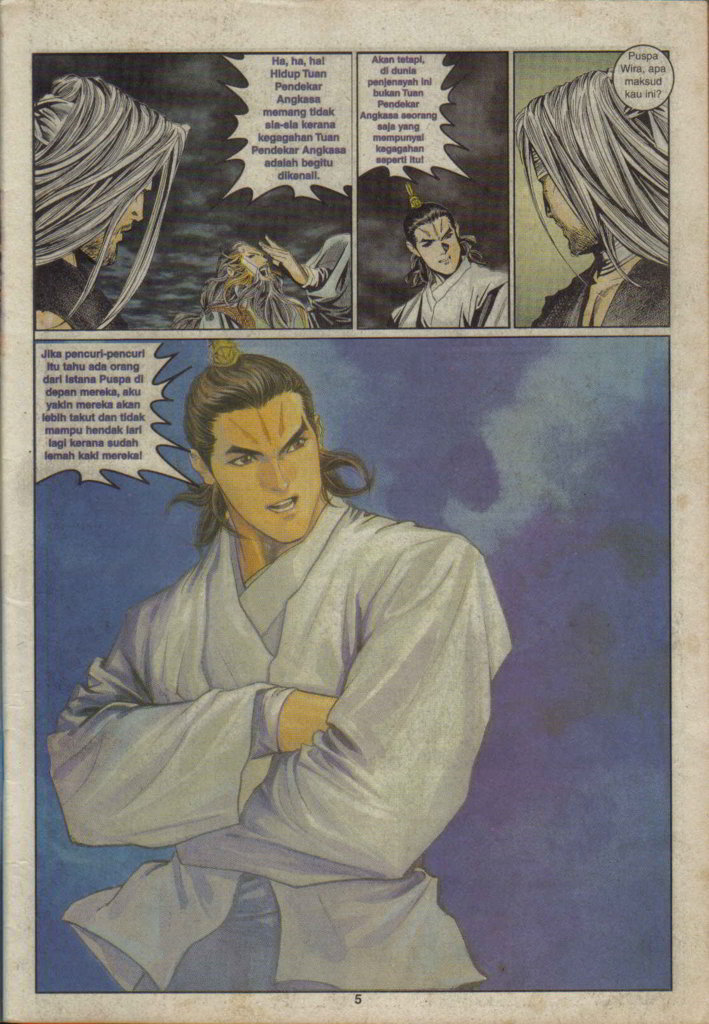 Ha, ha, ha!
Hidup Tuan
Pendekar
Angkasa
memang tidak
sia-sia kerana
kegagahan Tuan
Pendekar Angkasa
adalah begitu
dikenali.
Akan tetapi,
di dunia
penjenayah ini
bukan Tuan
Pendekar
Angkasa seorang
saja yang
mempunyai
kegagahan
seperti itu!
Puspa
Wira, apa
maksud
kau ini?
Jika pencuri-pencuri
itu tahu ada orang
dari Istana Puspa di
depan mereka, aku
yakin mereka akan
lebih takut dan tidak
mampu hendak lari
lagi kerana sudah
lemah kaki mereka!
5